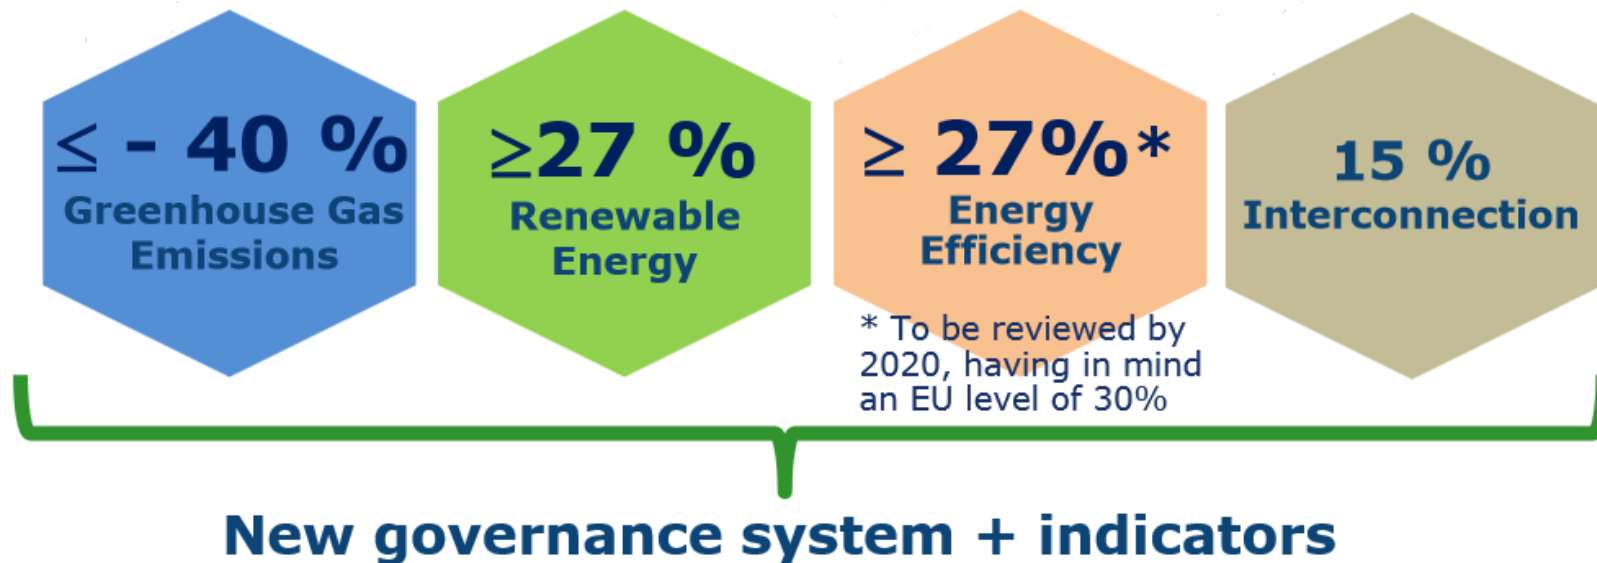 ≤ - 40 %
Greenhouse Gas
Emissions
≥27 %
Renewable
Energy
≥ 27%*
Energy
Efficiency
* To be reviewed by
2020, having in mind
an EU level of 30%
15 %
Interconnection
New governance system + indicators